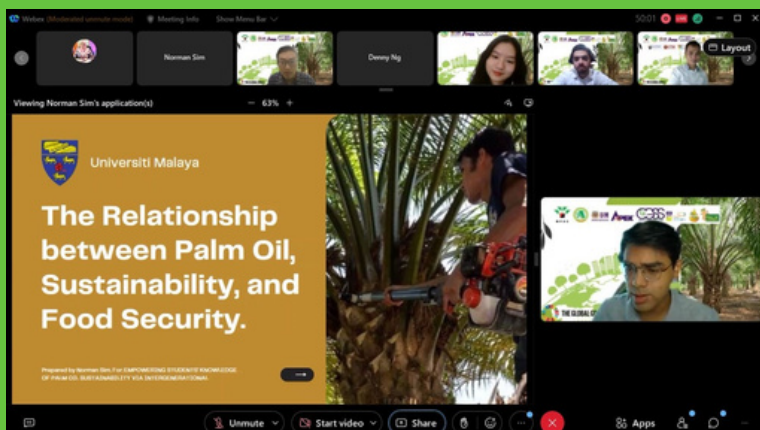 Webex (Moderated unmute mode) Meeting Info Show Menu Bar
50:01 LIVE
Norman Sim
Denny Ng
Layout
Viewing Norman Sim's application(s)
63%
Universiti Malaya
The Relationship
between Palm Oil,
Sustainability, and
Food Security.
Prepared by Norman Sim, For EMPOWERING STUDENTS' KNOWLEDGE
OF PALM OIL SUSTAINABILITY VIA INTERGENERATIONAL
APEX
THE GLOBAL
Unmute
Start video
Share
Apps